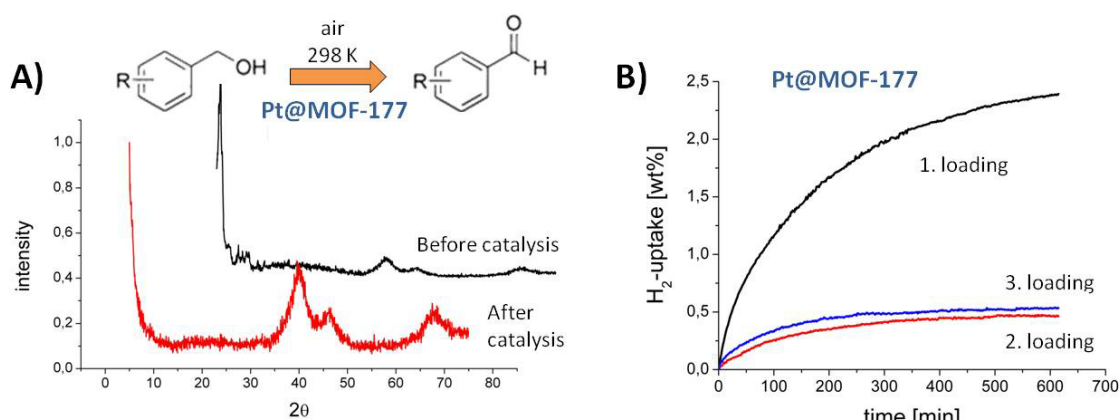 A)
R
OH
air
298 K
Pt@MOF-177
R
O
H
1,0
0,8
0,6
0,4
0,2
0,0
intensity
0 10 20 30 40 50 60 70 80
2θ
Before catalysis
After
catalysis
B)
Pt@MOF-177
2,5
2,0
1,5
1,0
0,5
0,0
H₂-uptake [wt%]
1. loading
3. loading
2. loading
0 100 200 300 400 500 600 700
time [min]